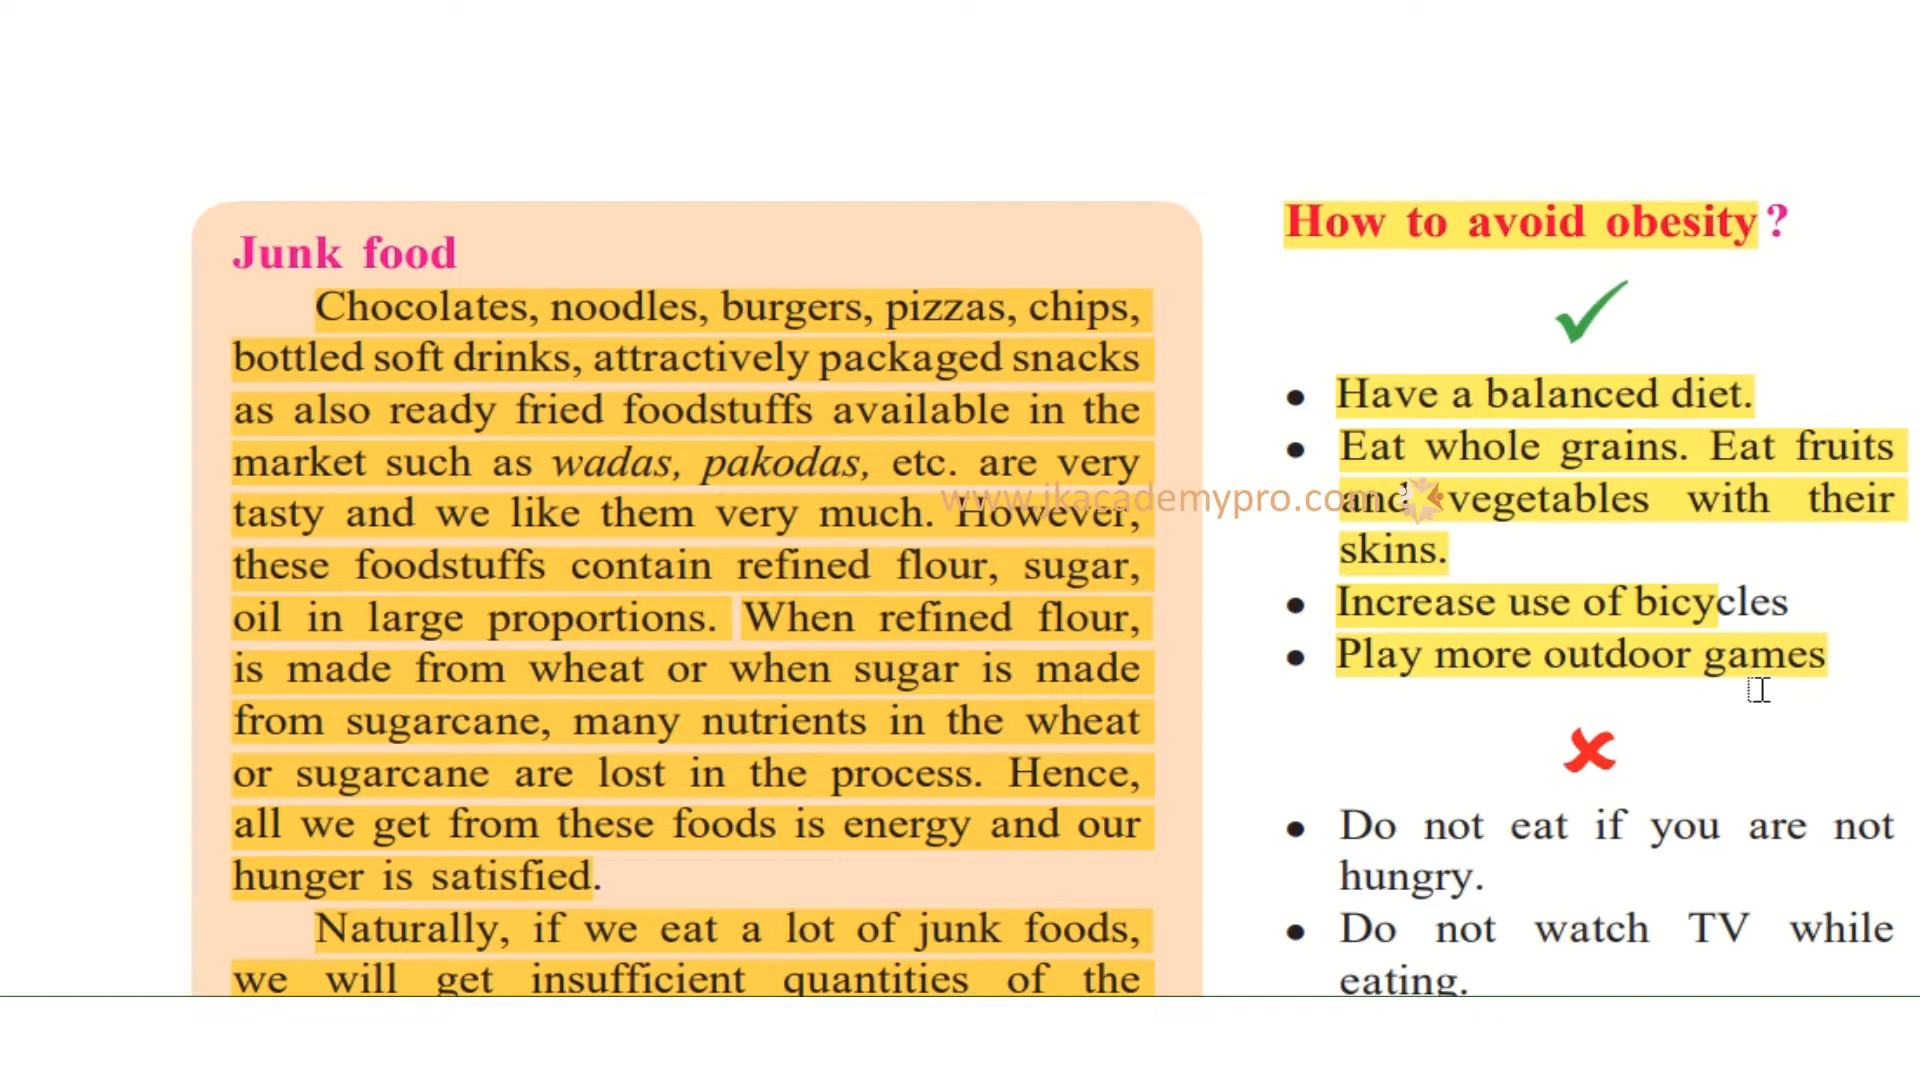 Junk food
Chocolates, noodles, burgers, pizzas, chips,
bottled soft drinks, attractively packaged snacks
as also ready fried foodstuffs available in the
market such as wadas, pakodas, etc. are very
tasty and we like them very much. However,
these foodstuffs contain refined flour, sugar,
oil in large proportions. When refined flour,
is made from wheat or when sugar is made
from sugarcane, many nutrients in the wheat
or sugarcane are lost in the process. Hence,
all we get from these foods is energy and our
hunger is satisfied.
Naturally, if we eat a lot of junk foods,
we will get insufficient quantities of the
How to avoid obesity?
• Have a balanced diet.
• Eat whole grains. Eat fruits
and vegetables with their
skins.
• Increase use of bicycles
• Play more outdoor games
• Do not eat if you are not
hungry.
• Do not watch TV while
eating.
www.jkacademypro.com